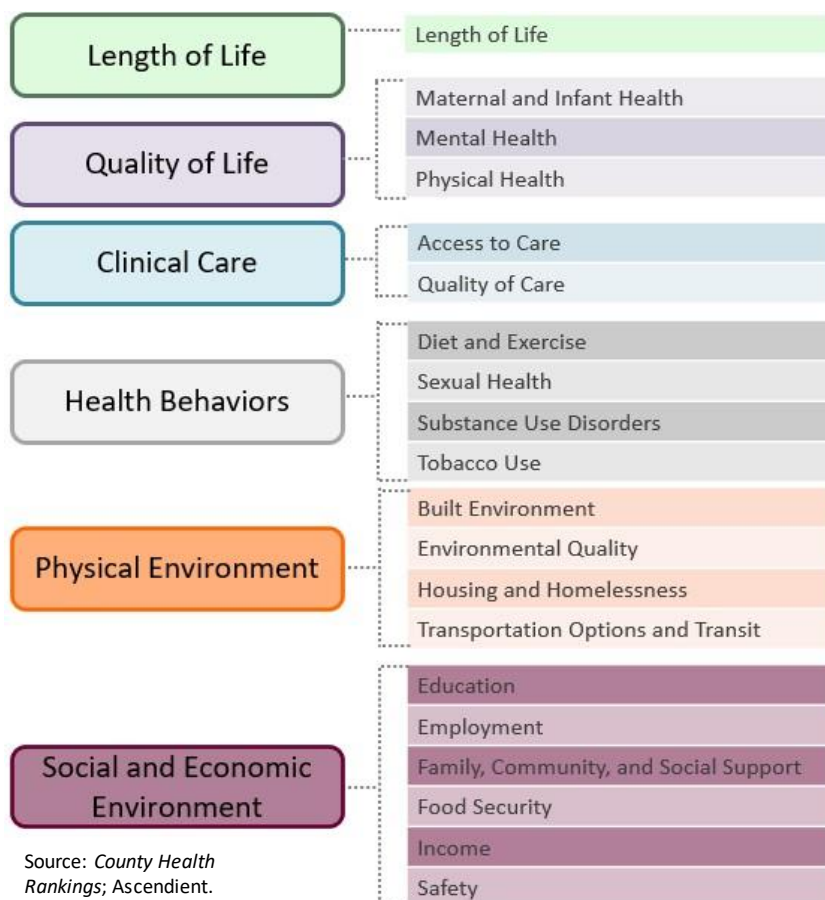 Length of Life
Length of Life
Quality of Life
Maternal and Infant Health
Mental Health
Physical Health
Clinical Care
Access to Care
Quality of Care
Health Behaviors
Diet and Exercise
Sexual Health
Substance Use Disorders
Tobacco Use
Physical Environment
Built Environment
Environmental Quality
Housing and Homelessness
Transportation Options and Transit
Social and Economic
Environment
Education
Employment
Family, Community, and Social Support
Food Security
Income
Safety
Source: County Health
Rankings; Ascendient.